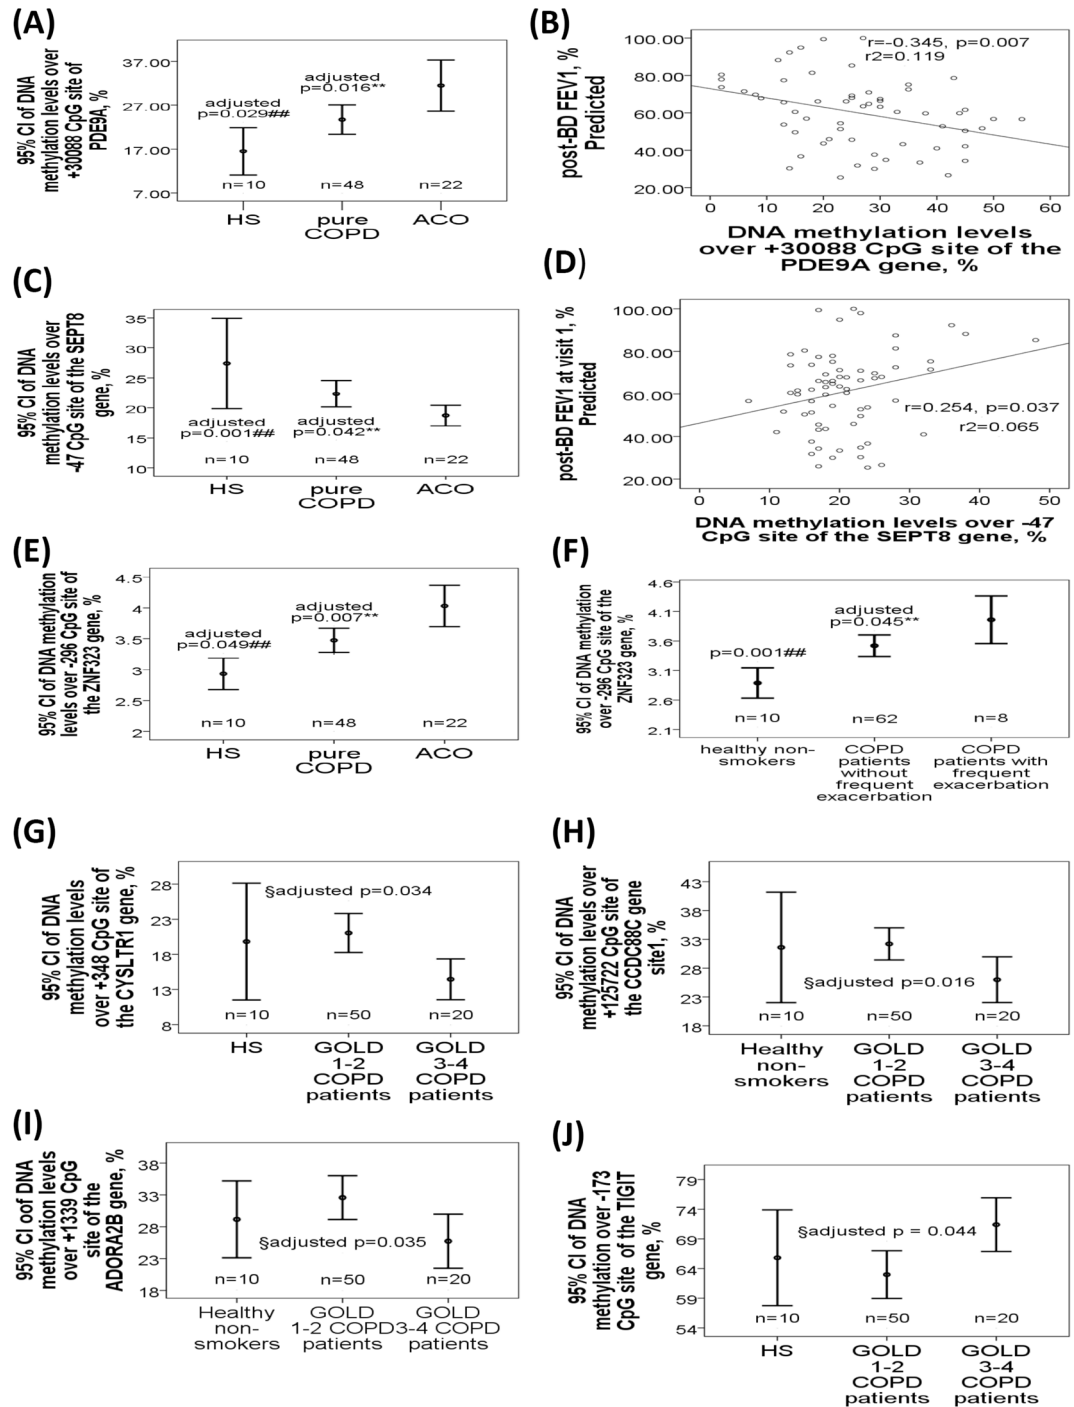 (A)
95% CI of DNA
methylation levels over
+30088 CpG site of
PDE9A, %
37.00
27.00
17.00
7.00
adjusted
p=0.029##
adjusted
p=0.016**
n=10
n=48
n=22
HS
pure
COPD
ACO
(B)
post-BD FEV1, %
Predicted
100.00
80.00
60.00
40.00
20.00
r=-0.345, p=0.007
r2=0.119
0
10
20
30
40
50
60
DNA methylation levels
over +30088 CpG site of the
PDE9A gene, %
(C)
95% CI of DNA
methylation levels over
-47 CpG site of the SEPT8
gene, %
35
30
25
20
15
10
adjusted
p=0.001##
adjusted
p=0.042**
n=10
n=48
n=22
HS
pure
COPD
ACO
(D)
post-BD FEV1 at visit 1, %
Predicted
100.00
80.00
60.00
40.00
20.00
r=0.254, p=0.037
r2=0.065
0
10
20
30
40
50
DNA methylation levels over -47
CpG site of the SEPT8 gene, %
(E)
95% CI of DNA methylation
levels over -296 CpG site of
the ZNF323 gene, %
4.5
4
3.5
3
2.5
2
adjusted
p=0.049##
adjusted
p=0.007**
n=10
n=48
n=22
HS
pure
COPD
ACO
(F)
95% CI of DNA methylation
over -296 CpG site of the
ZNF323 gene, %
4.6
4.1
3.6
3.1
2.6
2.1
p=0.001##
adjusted
p=0.045**
n=10
n=62
n=8
healthy non-
smokers
COPD
patients
without
frequent
exacerbation
COPD
patients with
frequent
exacerbation
(G)
95% CI of DNA
methylation levels
over +348 CpG site of
the CYSLTR1 gene, %
28
23
18
13
8
§adjusted p=0.034
n=10
n=50
n=20
HS
GOLD
1-2
COPD
patients
GOLD
3-4
COPD
patients
(H)
95% CI of DNA
methylation levels over
+125722 CpG site of
the CCDC88C gene
site1, %
43
38
33
28
23
18
§adjusted p=0.016
n=10
n=50
n=20
Healthy
non-
smokers
GOLD
1-2
COPD
patients
GOLD
3-4
COPD
patients
(I)
95% CI oof DNA
methylation levels
over +1339 CpG
site of the
ADORA2B gene, %
38
33
28
23
18
§adjusted p=0.035
n=10
n=50
n=20
Healthy
non-
smokers
GOLD
1-2 COPD
patients
GOLD
3-4 COPD
patients
(J)
95% CI of DNA
methylation over -173
CpG site of the TIGIT
gene, %
79
74
69
64
59
54
§adjusted p = 0.044
n=10
n=50
n=20
HS
GOLD
1-2
COPD
patients
GOLD
3-4
COPD
patients